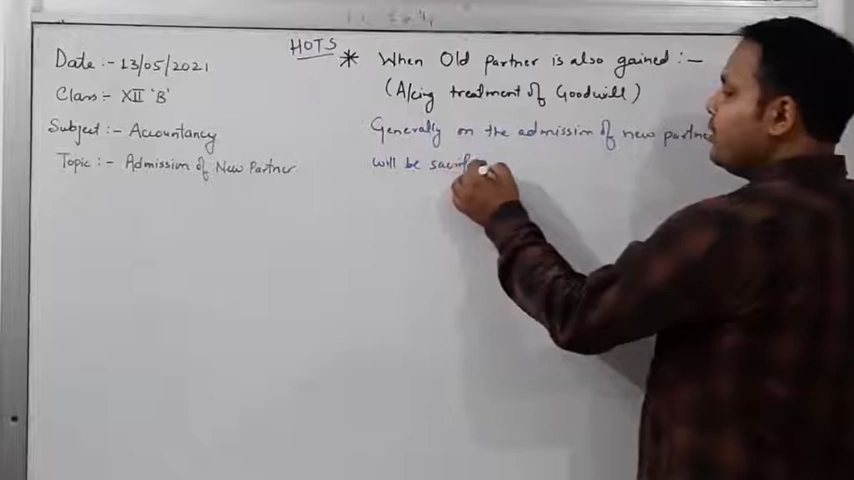 Date :- 13/05/2021
Class :- XII 'B'
Subject :- Accountancy
Topic :- Admission of New Partner
HOTS
* When Old partner is also gained :-
(A/cing treatment of Goodwill)
Generally on the admission of new partne
will be